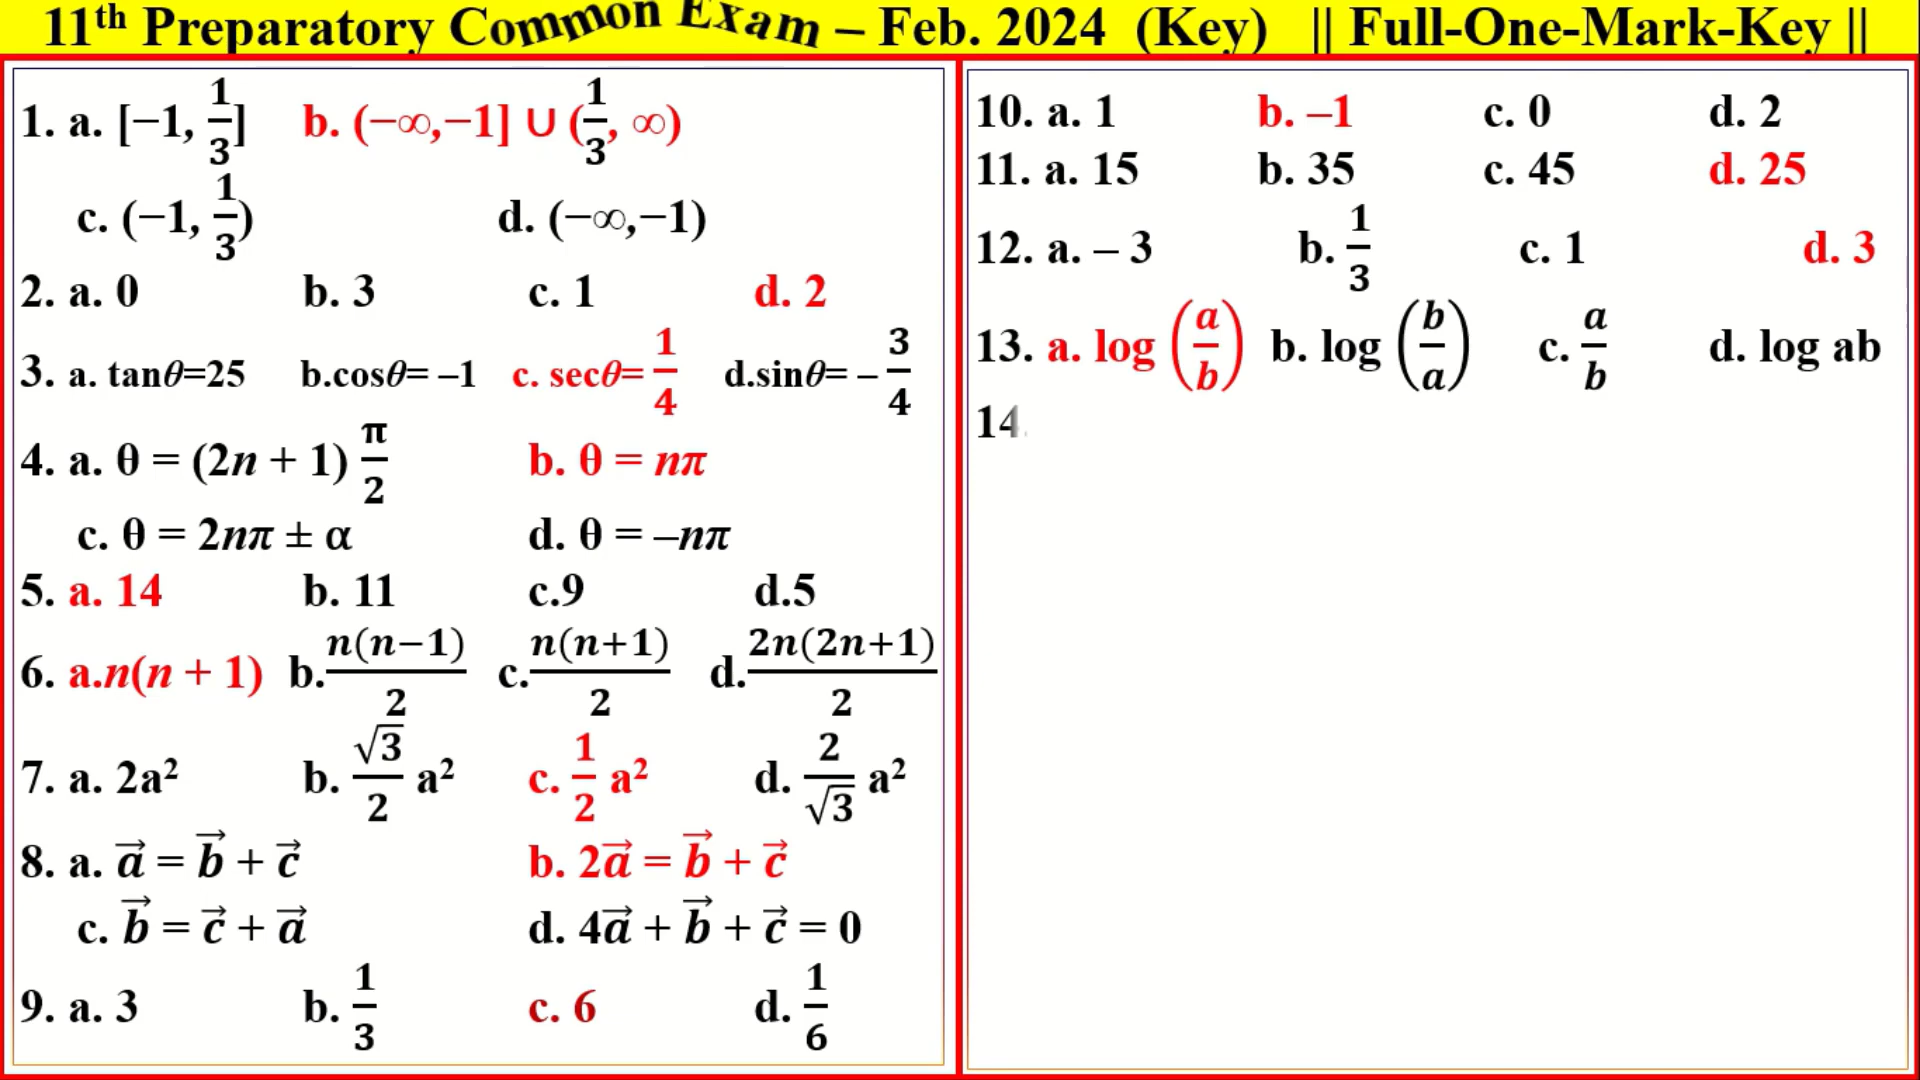 11th Preparatory Common Exam – Feb. 2024 (Key) || Full-One-Mark-Key ||
1. a. [−1, 1/3] b. (−∞,−1] ∪ (1/3, ∞)
c. (−1, 1/3) d. (−∞,−1)
2. a. 0 b. 3 c. 1 d. 2
3. a. tanθ=25 b.cosθ= –1 c. secθ= 1/4 d.sinθ= – 3/4
4. a. θ = (2n + 1) π/2 b. θ = nπ
c. θ = 2nπ ± α d. θ = –nπ
5. a. 14 b. 11 c.9 d.5
6. a.n(n + 1) b. n(n−1)/2 c. n(n+1)/2 d. 2n(2n+1)/2
7. a. 2a² b. √3/2 a² c. 1/2 a² d. 2/√3 a²
8. a. a⃗ = b⃗ + c⃗ b. 2a⃗ = b⃗ + c⃗
c. b⃗ = c⃗ + a⃗ d. 4a⃗ + b⃗ + c⃗ = 0
9. a. 3 b. 1/3 c. 6 d. 1/6
10. a. 1 b. –1 c. 0 d. 2
11. a. 15 b. 35 c. 45 d. 25
12. a. – 3 b. 1/3 c. 1 d. 3
13. a. log (a/b) b. log (b/a) c. a/b d. log ab
14.